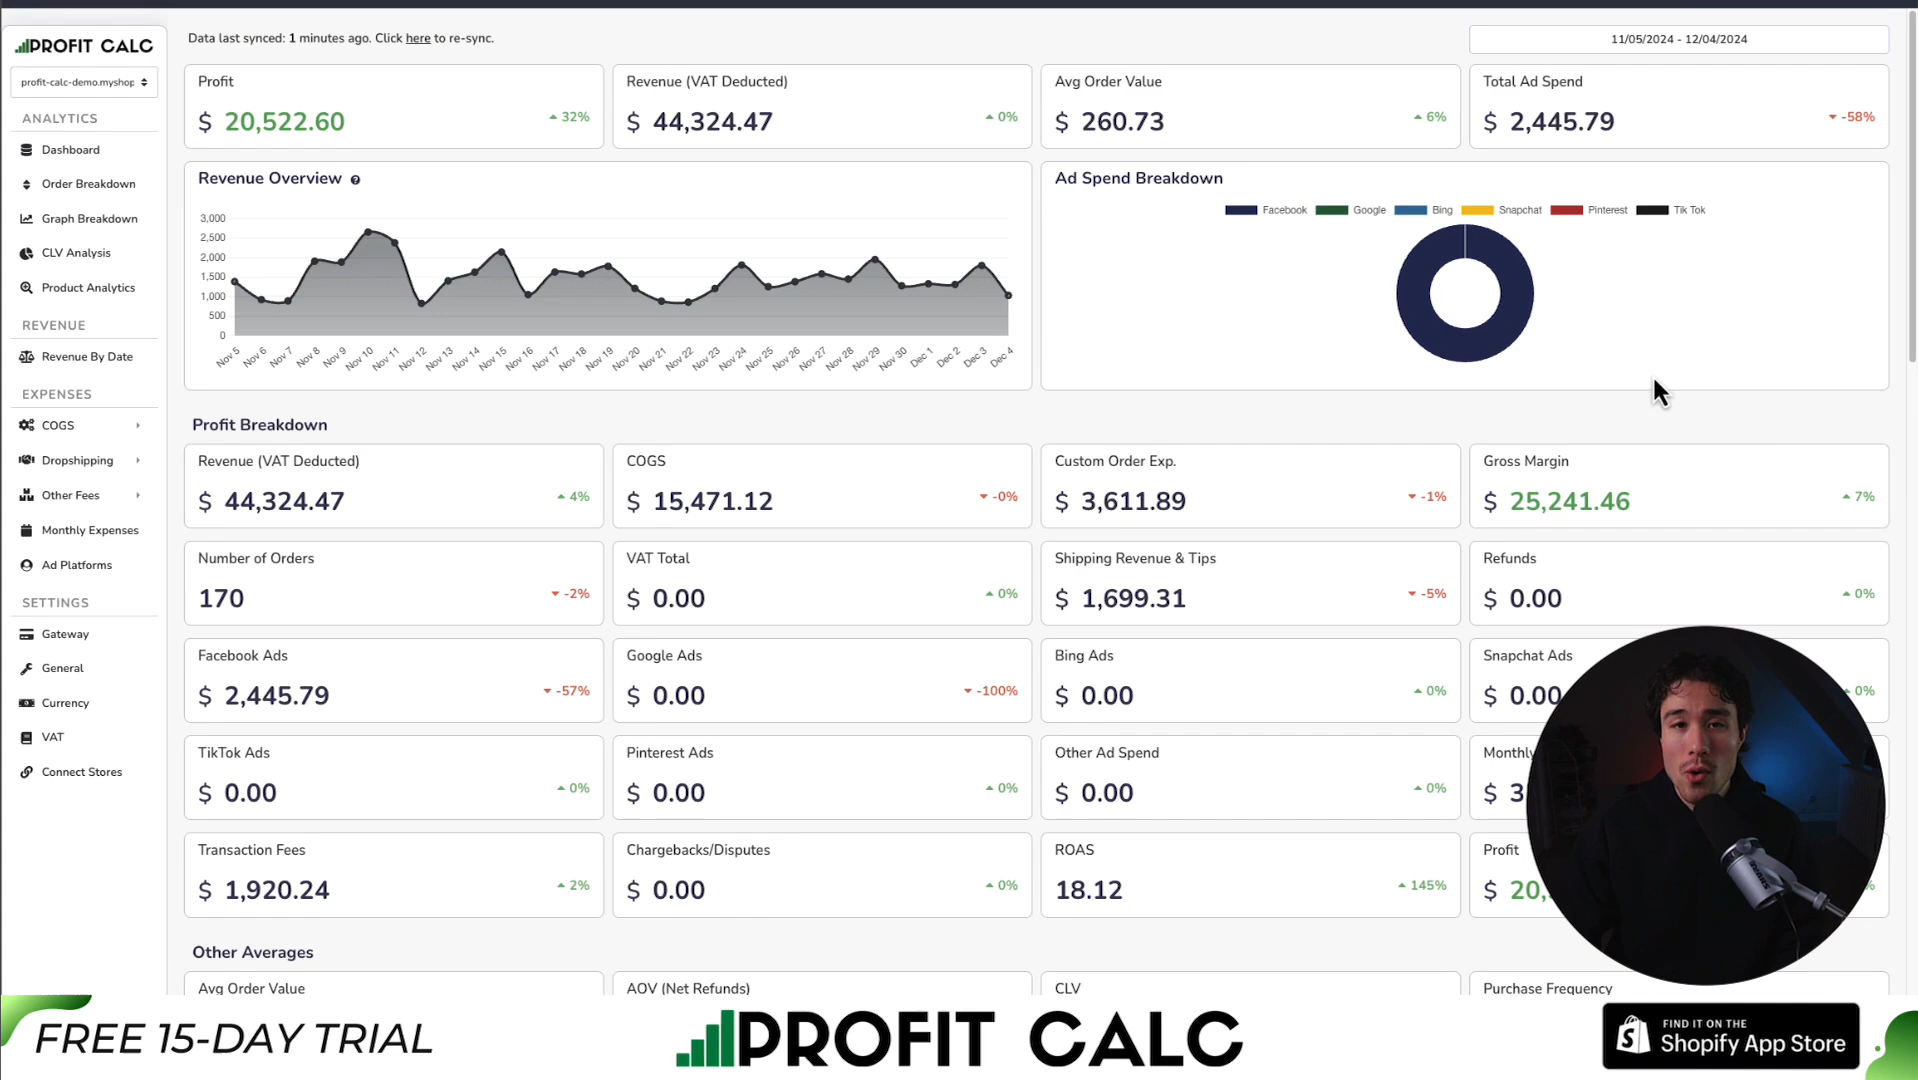 PROFIT CALC
profit-calc-demo.myshop
ANALYTICS
Dashboard
Order Breakdown
Graph Breakdown
CLV Analysis
Product Analytics
REVENUE
Revenue By Date
EXPENSES
COGS
Dropshipping
Other Fees
Monthly Expenses
Ad Platforms
SETTINGS
Gateway
General
Currency
VAT
Connect Stores
Data last synced: 1 minutes ago. Click here to re-sync.
11/05/2024 - 12/04/2024
Profit
$ 20,522.60
32%
Revenue (VAT Deducted)
$ 44,324.47
0%
Avg Order Value
$ 260.73
6%
Total Ad Spend
$ 2,445.79
-58%
Revenue Overview
3,000
2,500
2,000
1,500
1,000
500
0
Nov 5 Nov 6 Nov 7 Nov 8 Nov 9 Nov 10 Nov 11 Nov 12 Nov 13 Nov 14 Nov 15 Nov 16 Nov 17 Nov 18 Nov 19 Nov 20 Nov 21 Nov 22 Nov 23 Nov 24 Nov 25 Nov 26 Nov 27 Nov 28 Nov 29 Nov 30 Dec 1 Dec 2 Dec 3 Dec 4
Ad Spend Breakdown
Facebook Google Bing Snapchat Pinterest Tik Tok
Profit Breakdown
Revenue (VAT Deducted)
$ 44,324.47
4%
COGS
$ 15,471.12
-0%
Custom Order Exp.
$ 3,611.89
-1%
Gross Margin
$ 25,241.46
7%
Number of Orders
170
-2%
VAT Total
$ 0.00
0%
Shipping Revenue & Tips
$ 1,699.31
-5%
Refunds
$ 0.00
0%
Facebook Ads
$ 2,445.79
-57%
Google Ads
$ 0.00
-100%
Bing Ads
$ 0.00
0%
Snapchat Ads
$ 0.00
0%
TikTok Ads
$ 0.00
0%
Pinterest Ads
$ 0.00
0%
Other Ad Spend
$ 0.00
0%
Monthly
$ 3
Transaction Fees
$ 1,920.24
2%
Chargebacks/Disputes
$ 0.00
0%
ROAS
18.12
145%
Profit
$ 20,
%
Other Averages
Avg Order Value
AOV (Net Refunds)
CLV
Purchase Frequency
FREE 15-DAY TRIAL
PROFIT CALC
FIND IT ON THE
Shopify App Store